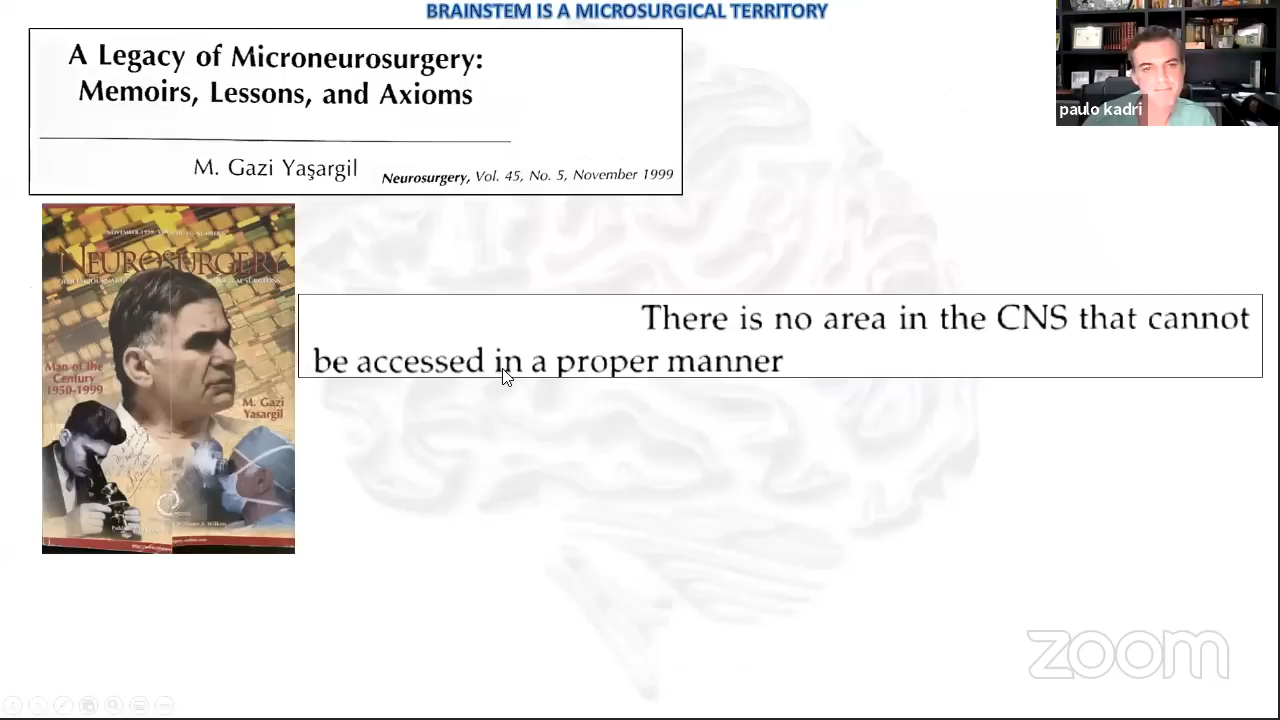 BRAINSTEM IS A MICROSURGICAL TERRITORY
A Legacy of Microneurosurgery:
Memoirs, Lessons, and Axioms
M. Gazi Yaşargil
Neurosurgery, Vol. 45, No. 5, November 1999
paulo kadri
NEUROSURGERY
Man of the
Century
1950-1999
M. Gazi
Yasargil
There is no area in the CNS that cannot
be accessed in a proper manner
zoom